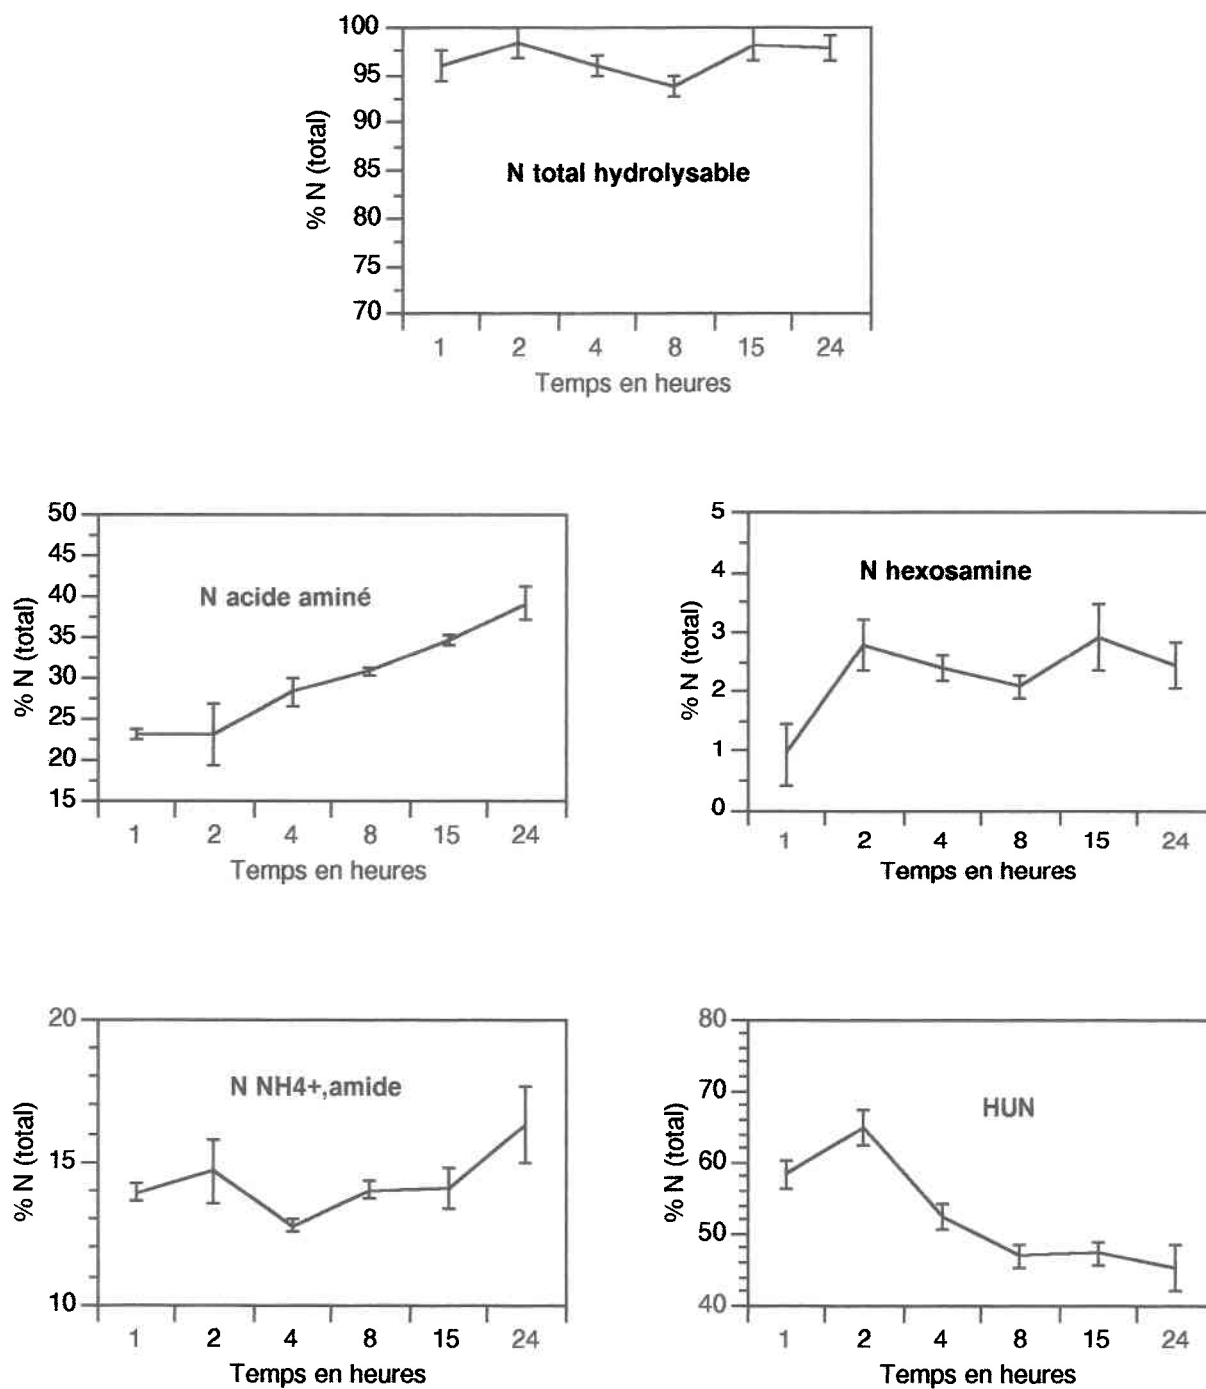 100
95
90
85
80
75
70
% N (total)
N total hydrolysable
1 2 4 8 15 24
Temps en heures
50
45
40
35
30
25
20
15
% N (total)
N acide aminé
1 2 4 8 15 24
Temps en heures
5
4
3
2
1
0
% N (total)
N hexosamine
1 2 4 8 15 24
Temps en heures
20
15
10
% N (total)
N NH4+,amide
1 2 4 8 15 24
Temps en heures
80
70
60
50
40
% N (total)
HUN
1 2 4 8 15 24
Temps en heures